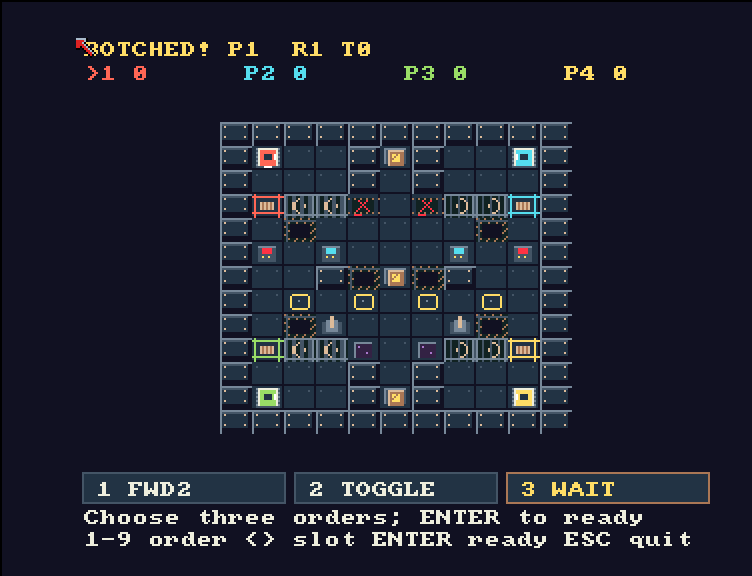 BOTCHED! P1 R1 T0
>1 0 P2 0 P3 0 P4 0
1 FWD2 2 TOGGLE 3 WAIT
Choose three orders; ENTER to ready
1-9 order <> slot ENTER ready ESC quit